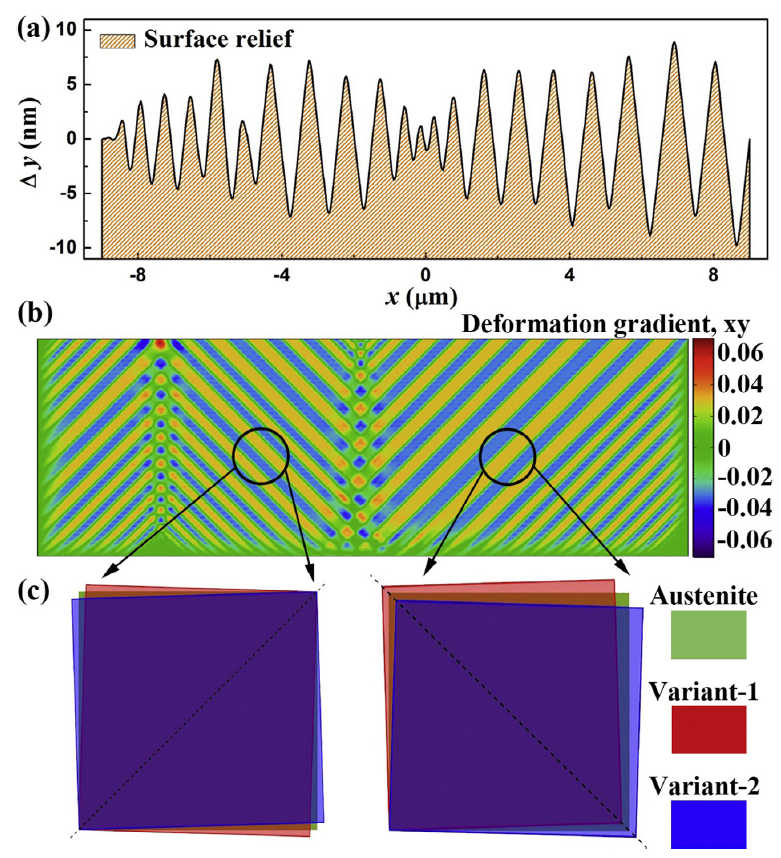 (a)
Surface relief
10
5
0
-5
-10
Δ y (nm)
-8
-4
0
4
8
x (μm)
(b)
Deformation gradient, xy
0.06
0.04
0.02
0
-0.02
-0.04
-0.06
(c)
Austenite
Variant-1
Variant-2